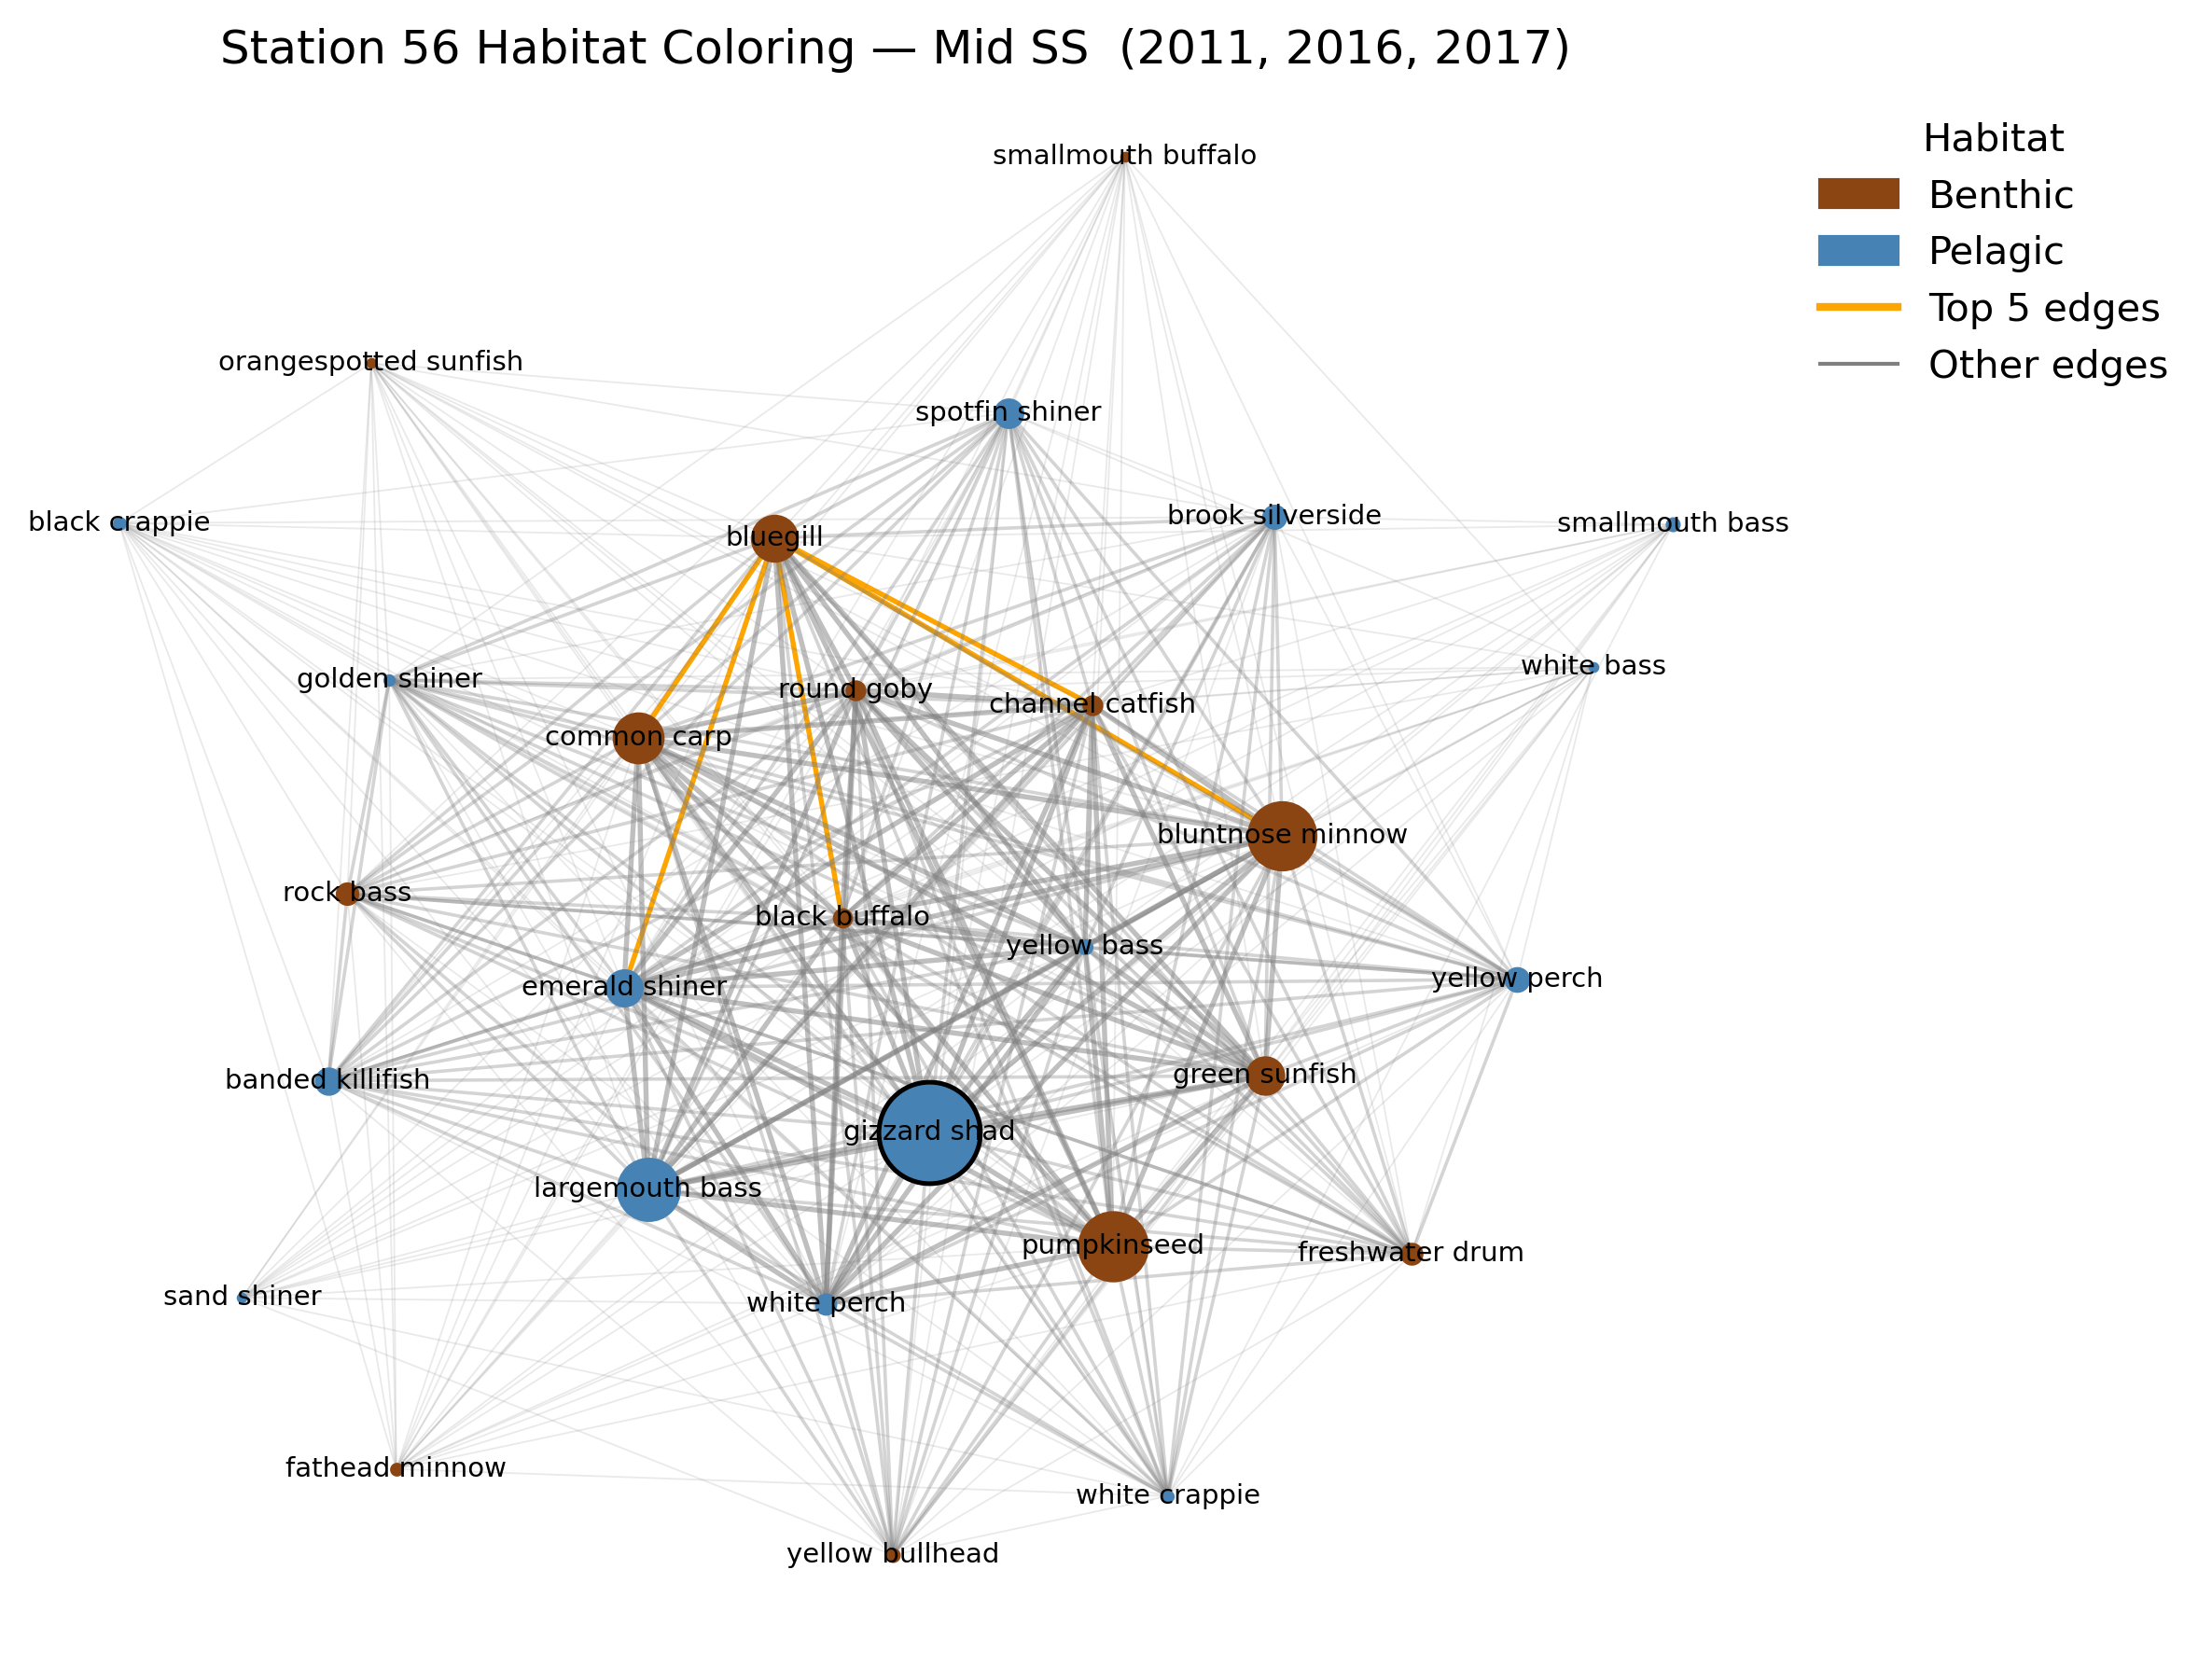 Station 56 Habitat Coloring — Mid SS  (2011, 2016, 2017)
Habitat
Benthic
Pelagic
Top 5 edges
Other edges
smallmouth buffalo
orangespotted sunfish
spotfin shiner
black crappie
bluegill
brook silverside
smallmouth bass
golden shiner
round goby
channel catfish
white bass
common carp
bluntnose minnow
rock bass
black buffalo
yellow bass
emerald shiner
yellow perch
banded killifish
green sunfish
gizzard shad
largemouth bass
pumpkinseed
freshwater drum
sand shiner
white perch
fathead minnow
white crappie
yellow bullhead